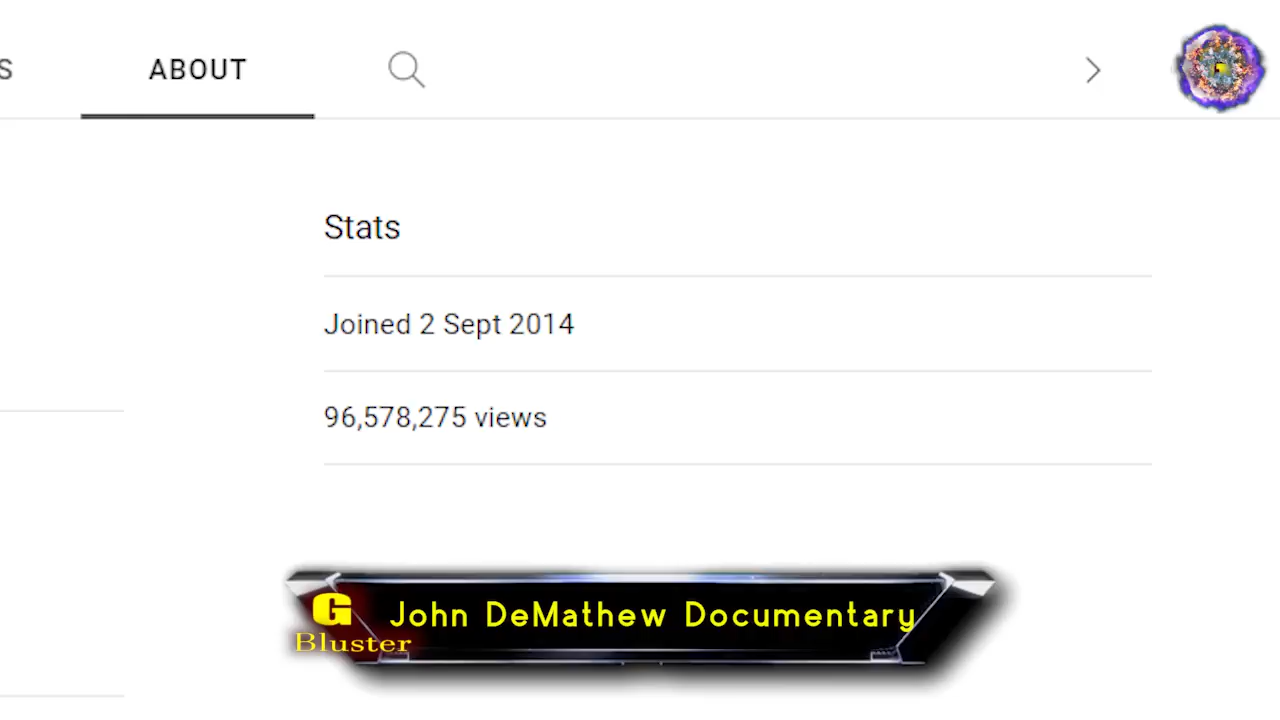 S
ABOUT
Stats
Joined 2 Sept 2014
96,578,275 views
G
John DeMathew Documentary
Bluster